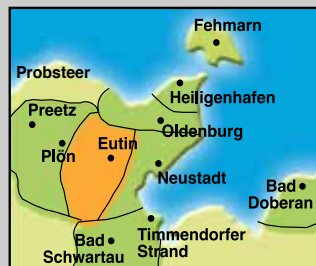 Fehmarn
Probsteer
Heiligenhafen
Preetz
Oldenburg
Plön
Eutin
Neustadt
Bad
Doberan
Bad
Schwartau
Timmendorfer
Strand